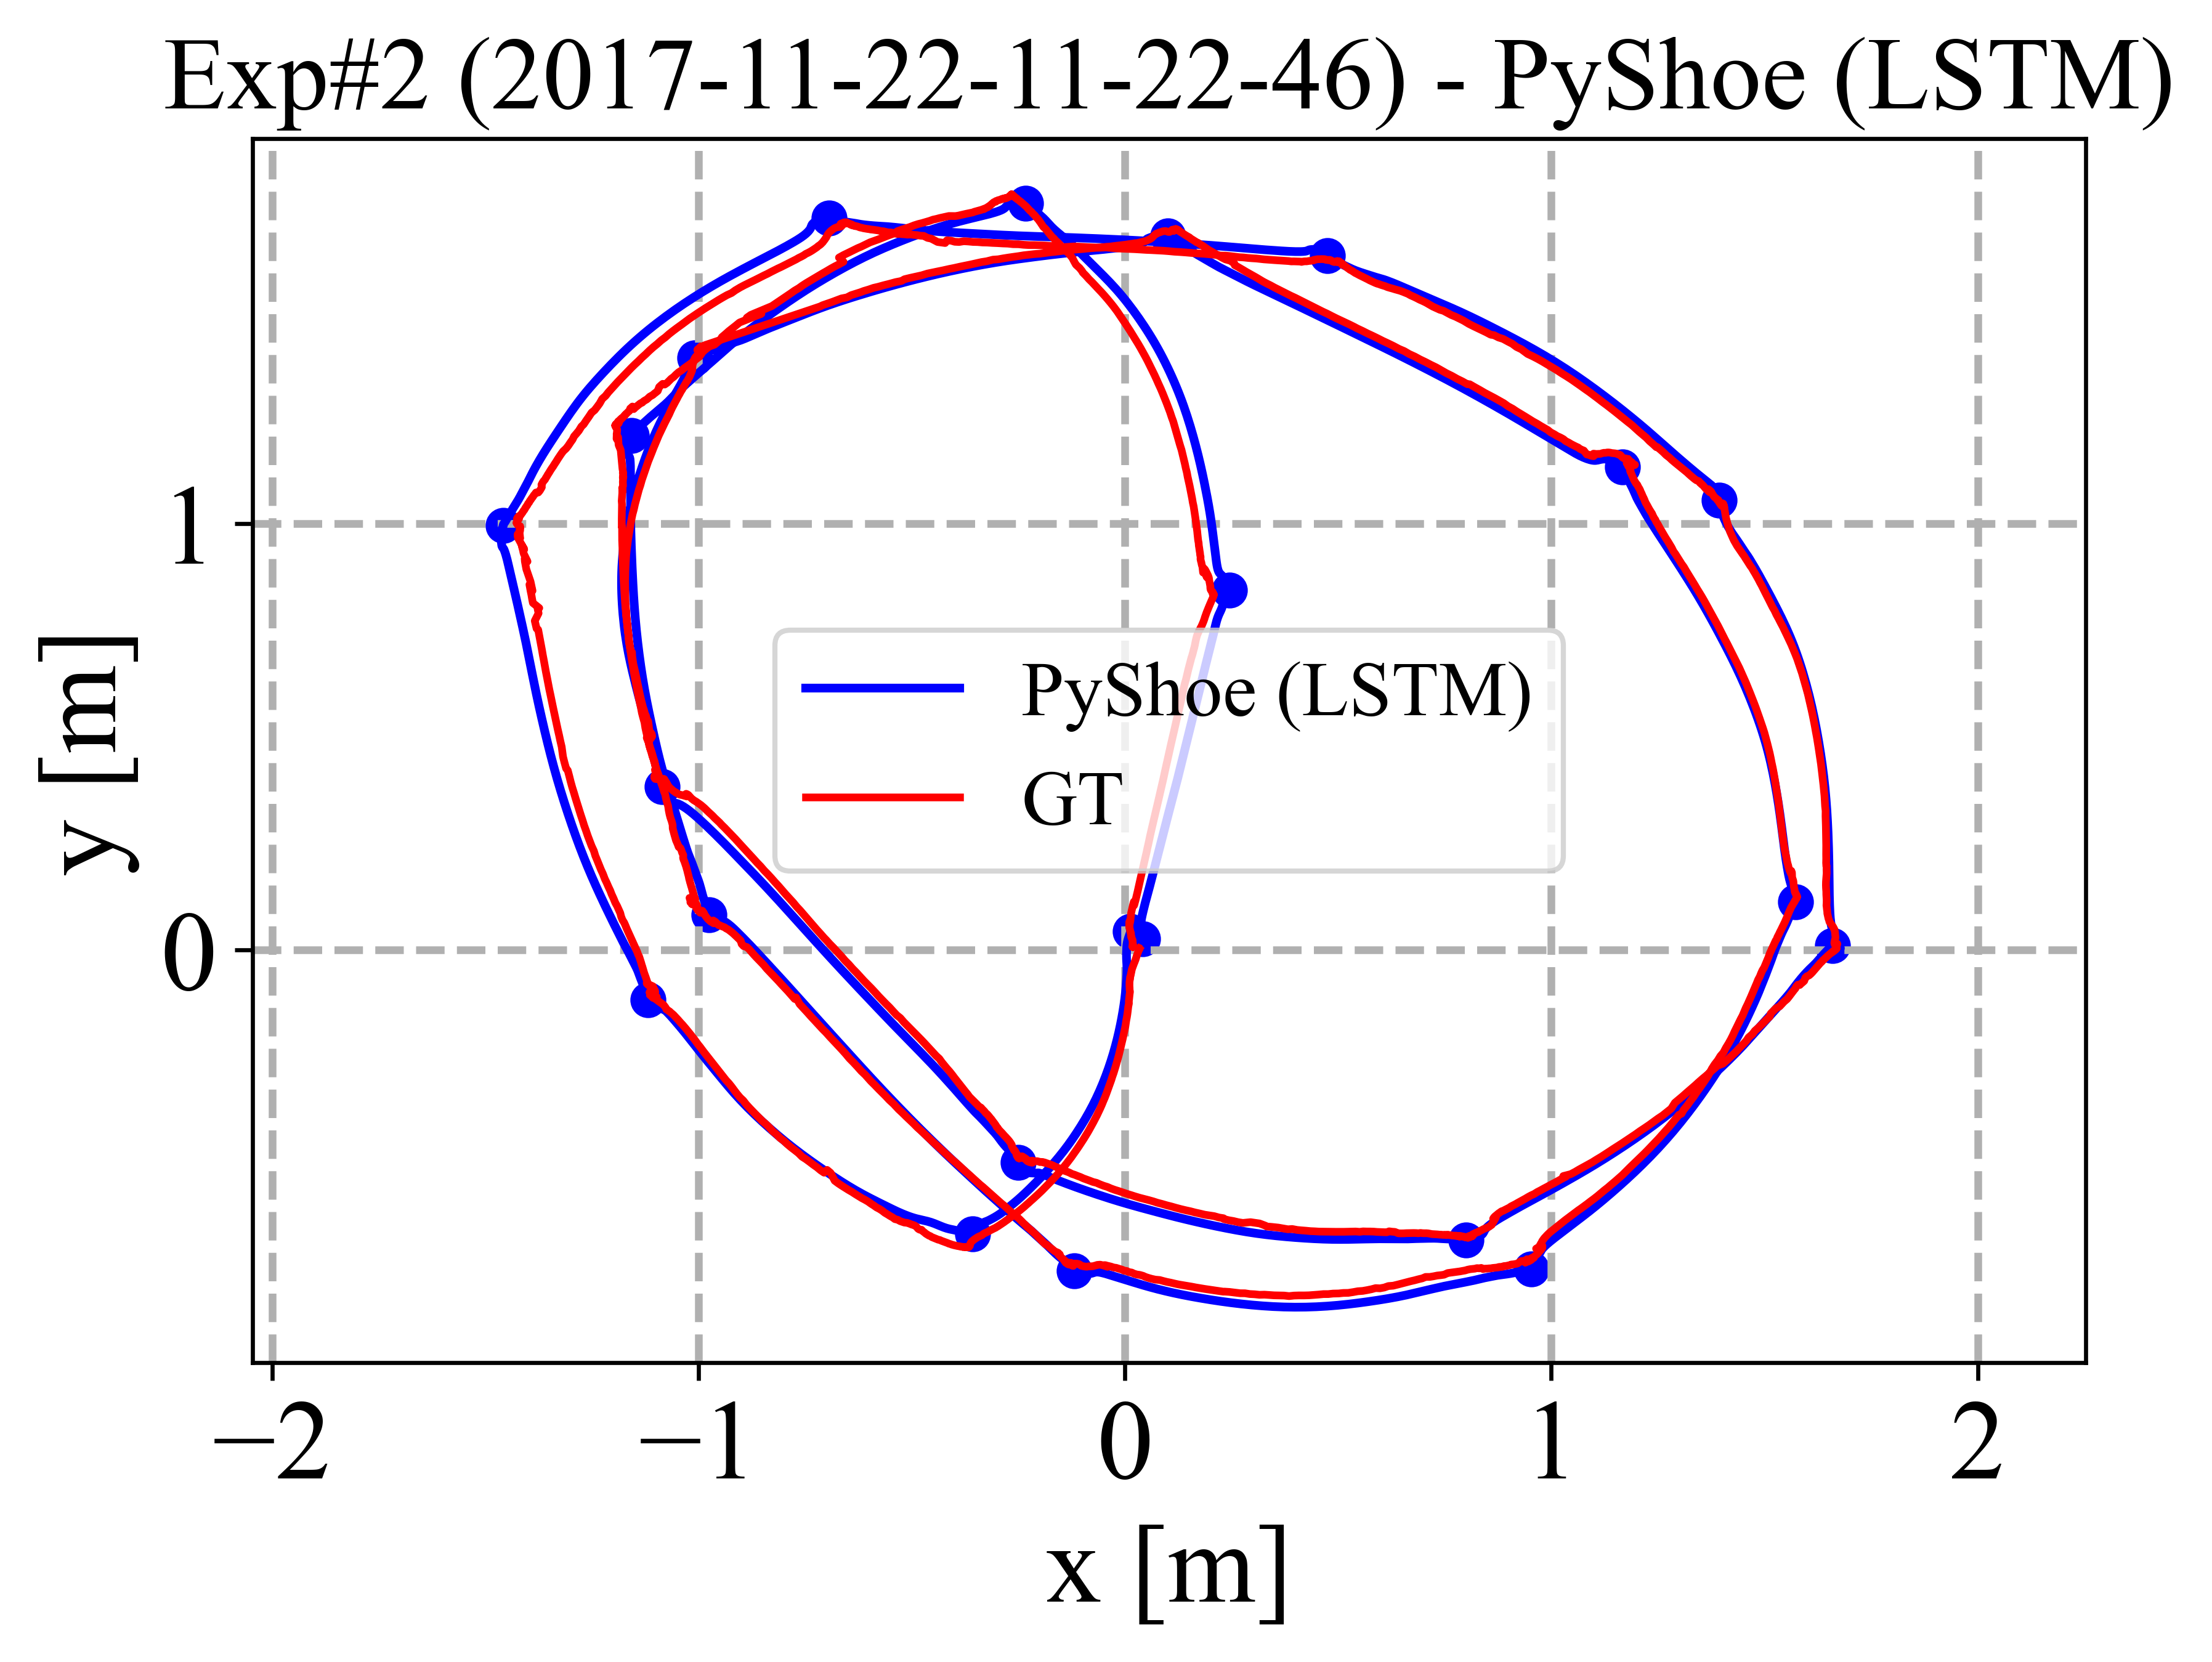 Exp#2 (2017-11-22-11-22-46) - PyShoe (LSTM)
y [m]
1
0
PyShoe (LSTM)
GT
−2 −1 0 1 2
x [m]